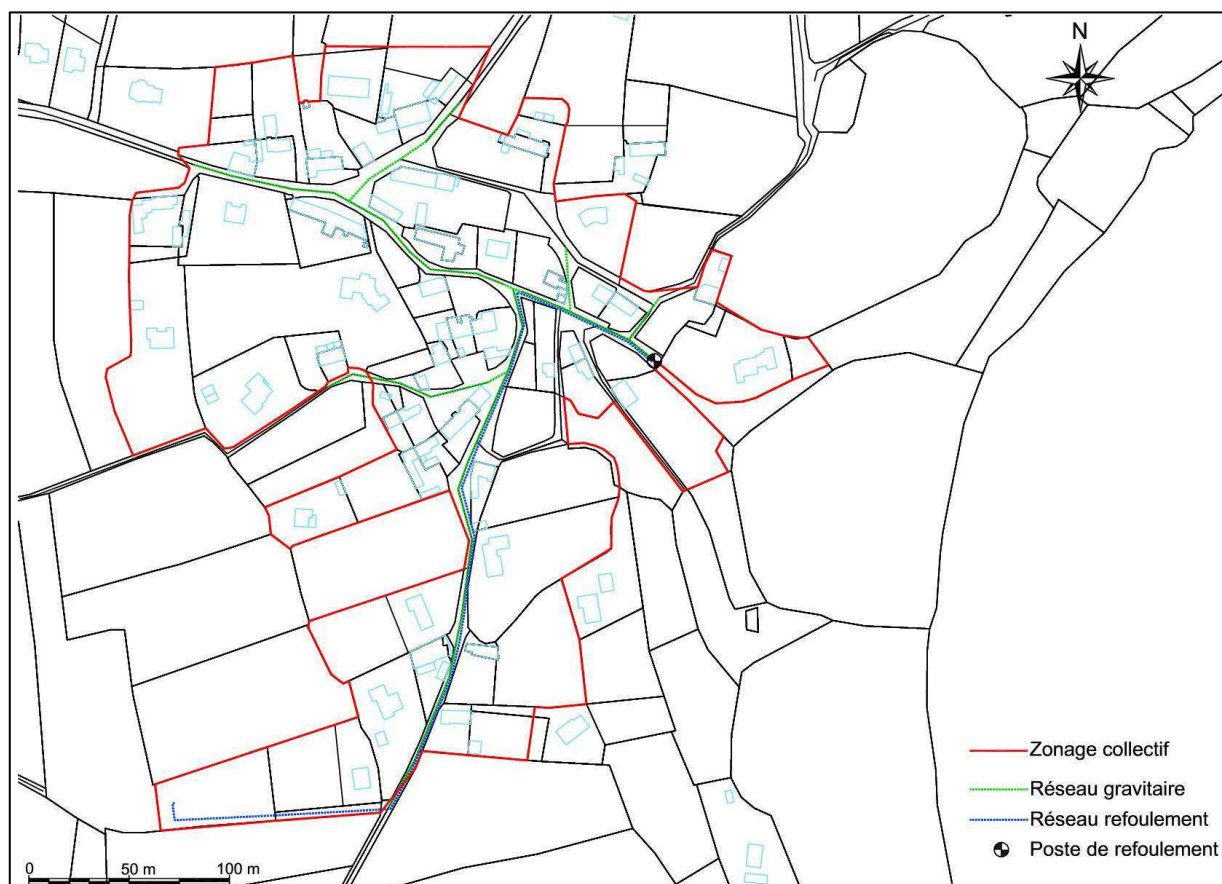 N
Zonage collectif
Réseau gravitaire
Réseau refoulement
Poste de refoulement
0 50 m 100 m